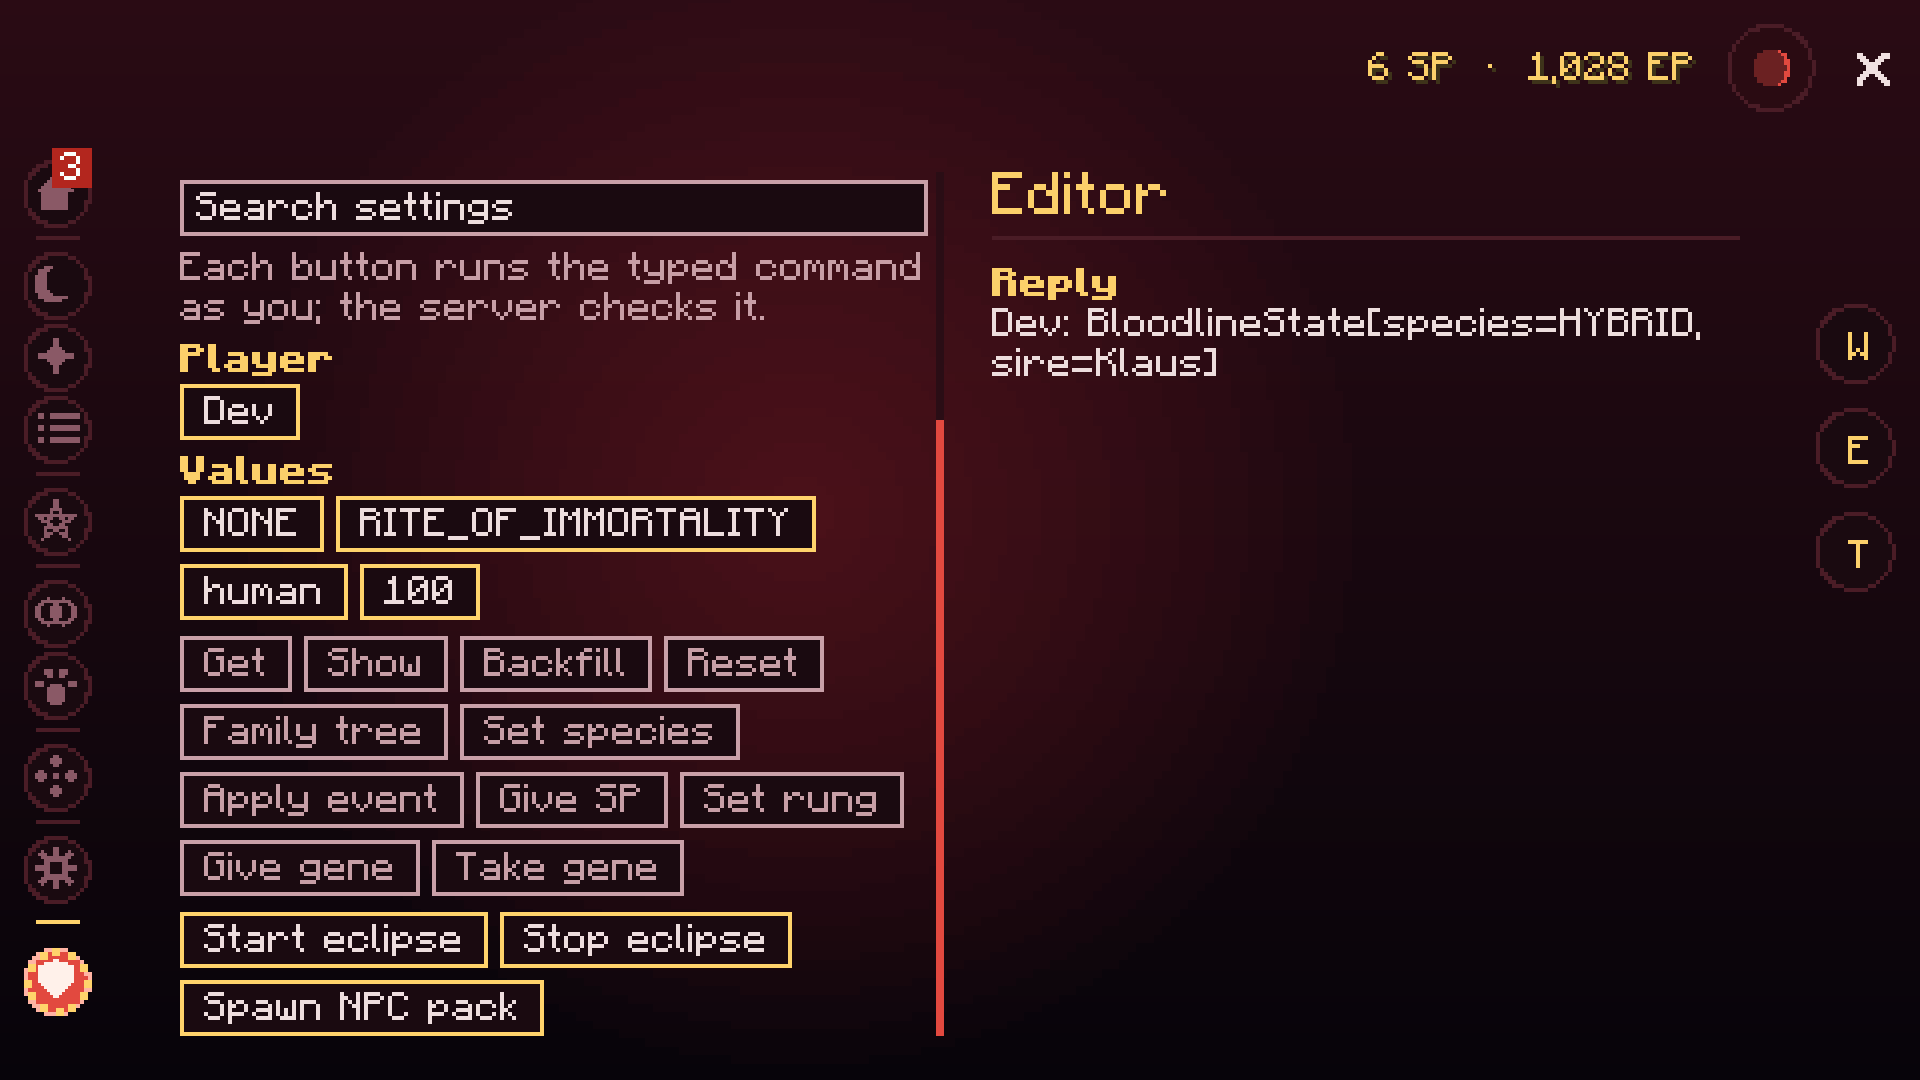 6 SP · 1,028 EP
3
Search settings
Each button runs the typed command
as you; the server checks it.
Player
Dev
Values
NONE RITE_OF_IMMORTALITY
human 100
Get Show Backfill Reset
Family tree Set species
Apply event Give SP Set rung
Give gene Take gene
Start eclipse Stop eclipse
Spawn NPC pack
Editor
Reply
Dev: BloodlineState[species=HYBRID,
sire=Klaus]
W
E
T